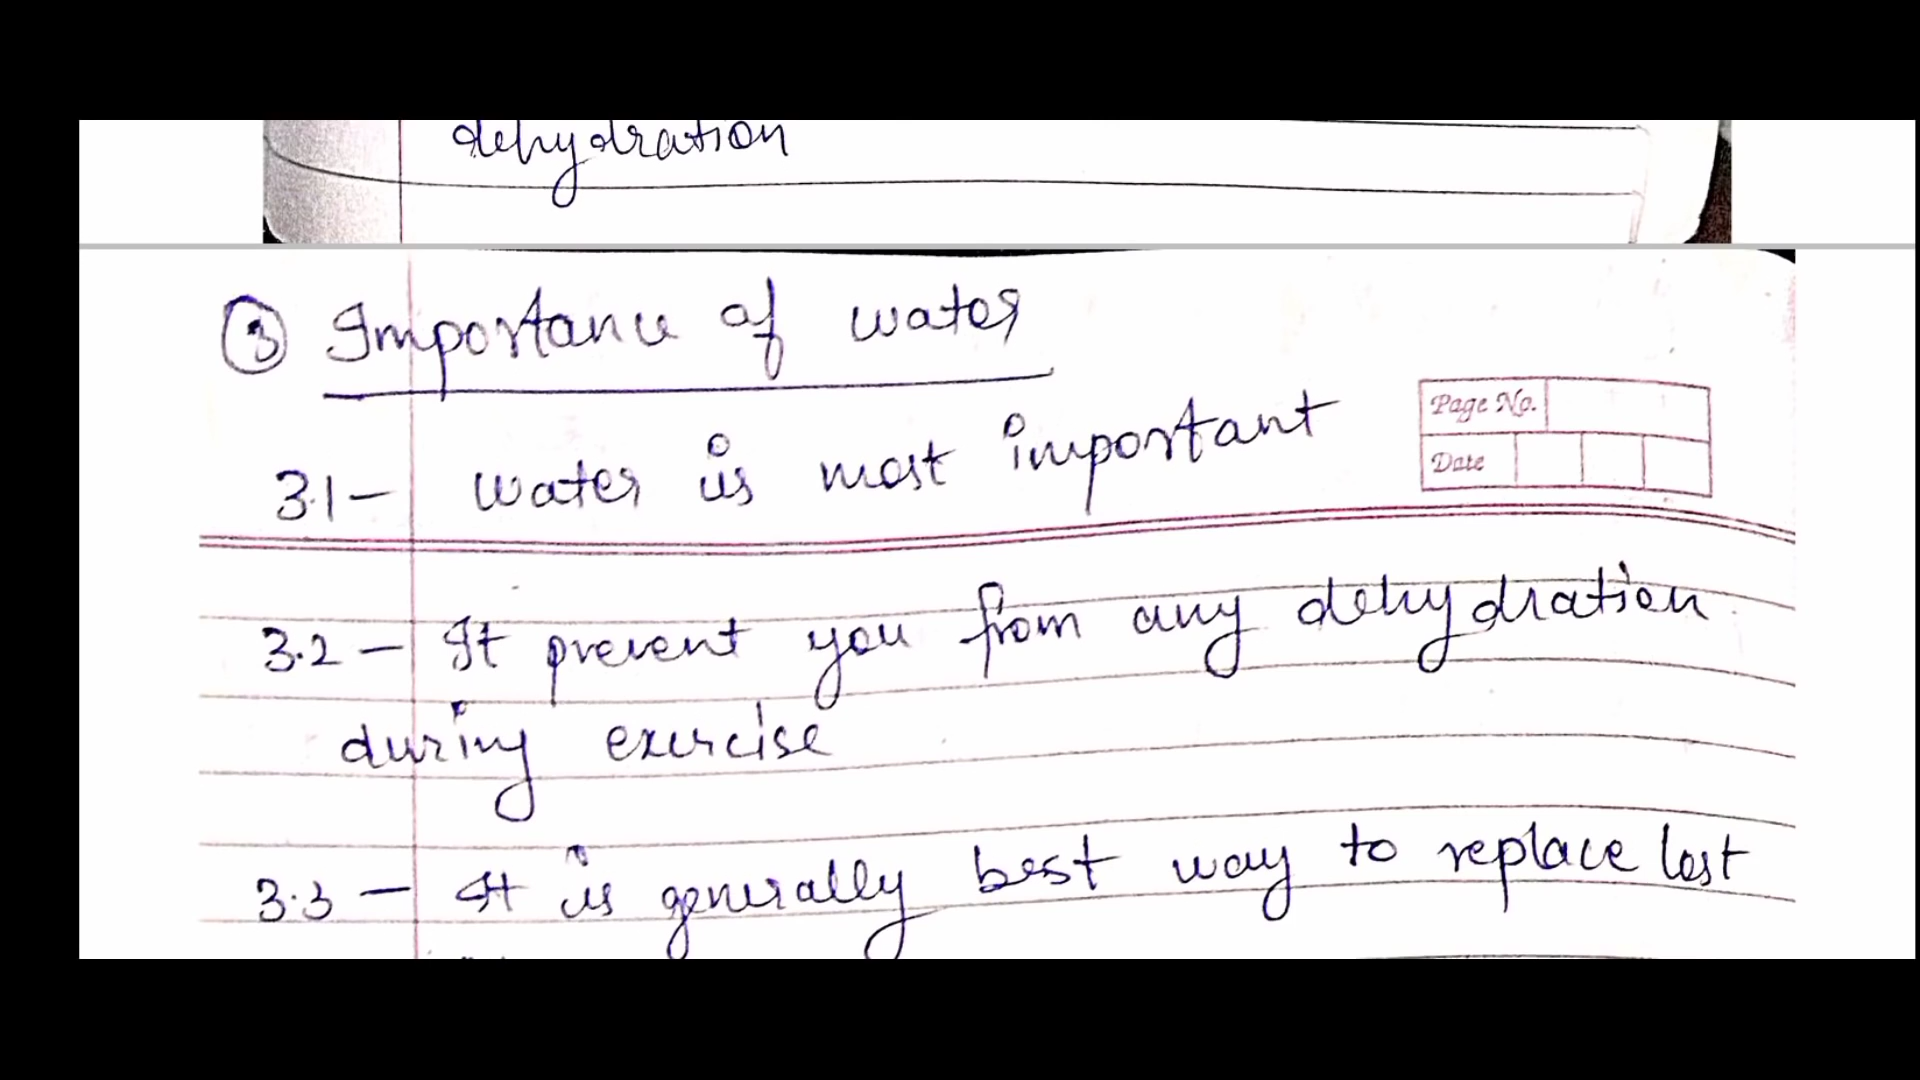 dehydration
③ Importance of water
Page No.
3.1 - water is most important
Date
3.2 - It prevent you from any dehydration
during exercise
3.3 - It is generally best way to replace lost